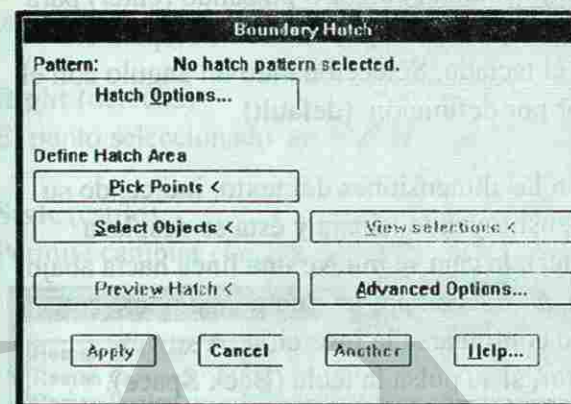 Boundary Hatch
Pattern: No hatch pattern selected.
Hatch Options...
Define Hatch Area
Pick Points <
Select Objects < View selections <
Preview Hatch < Advanced Options...
Apply Cancel Another Help...